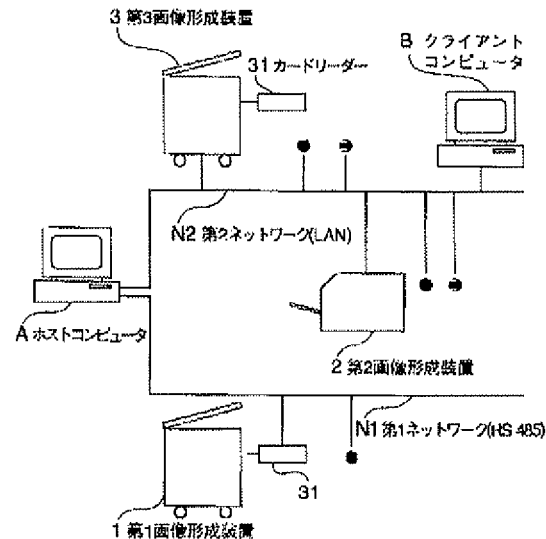 3 第3画像形成装置
31 カードリーダー
B クライアント
コンピュータ
N2 第2ネットワーク(LAN)
A ホストコンピュータ
2 第2画像形成装置
N1 第1ネットワーク(RS 485)
31
1 第1画像形成装置